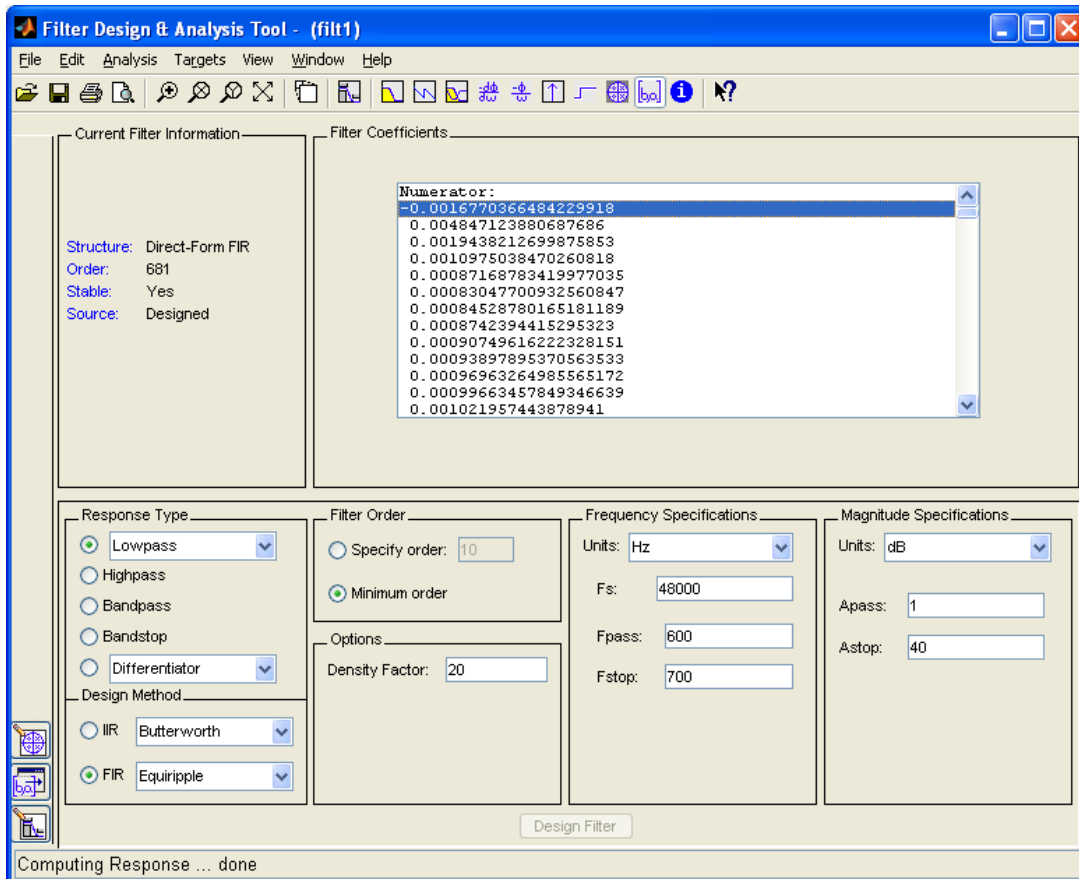 Filter Design & Analysis Tool - (filt1)
File Edit Analysis Targets View Window Help
Current Filter Information
Structure: Direct-Form FIR
Order: 681
Stable: Yes
Source: Designed
Filter Coefficients
Numerator:
-0.0016770366484229918
0.004847123880687686
0.0019438212699875853
0.0010975038470260818
0.00087168783419977035
0.00083047700932560847
0.00084528780165181189
0.000874239441529532​3
0.00090749616222328151
0.00093897895370563533
0.00096963264985565172
0.00099663457849346639
0.001021957443878941
Response Type
Lowpass
Highpass
Bandpass
Bandstop
Differentiator
Design Method
IIR Butterworth
FIR Equiripple
Filter Order
Specify order: 10
Minimum order
Options
Density Factor: 20
Frequency Specifications
Units: Hz
Fs: 48000
Fpass: 600
Fstop: 700
Magnitude Specifications
Units: dB
Apass: 1
Astop: 40
Design Filter
Computing Response ... done